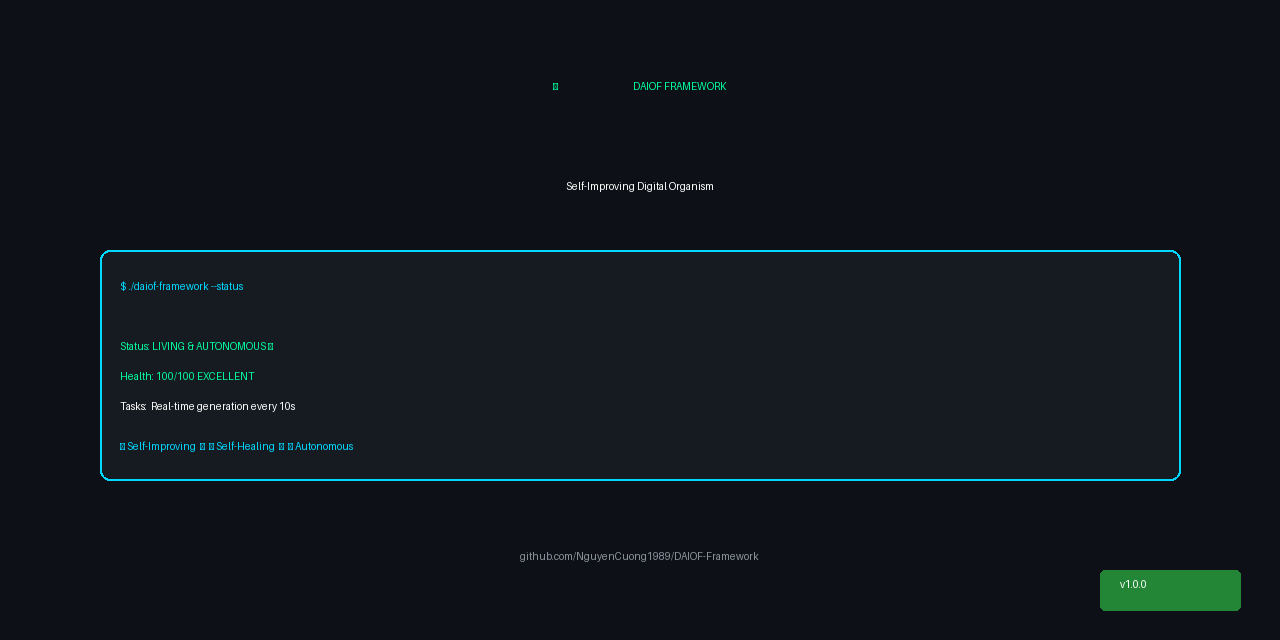 DAIOF FRAMEWORK
Self-Improving Digital Organism
$ ./daiof-framework --status
Status: LIVING & AUTONOMOUS
Health: 100/100 EXCELLENT
Tasks: Real-time generation every 10s
Self-Improving Self-Healing Autonomous
github.com/NguyenCuong1989/DAIOF-Framework
v1.0.0